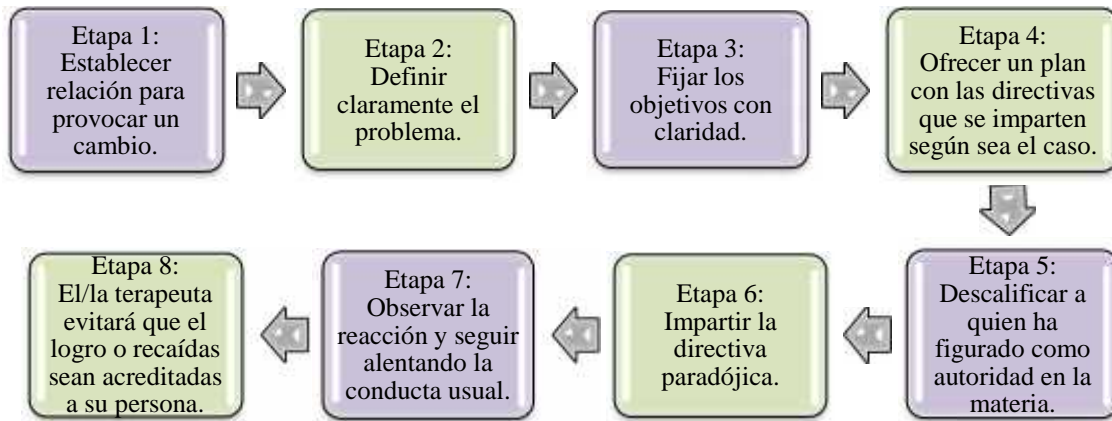 Etapa 1:
Establecer
relación para
provocar un
cambio.
Etapa 2:
Definir
claramente el
problema.
Etapa 3:
Fijar los
objetivos con
claridad.
Etapa 4:
Ofrecer un plan
con las directivas
que se imparten
según sea el caso.
Etapa 5:
Descalificar a
quien ha
figurado como
autoridad en la
materia.
Etapa 6:
Impartir la
directiva
paradójica.
Etapa 7:
Observar la
reacción y seguir
alentando la
conducta usual.
Etapa 8:
El/la terapeuta
evitará que el
logro o recaídas
sean acreditadas
a su persona.